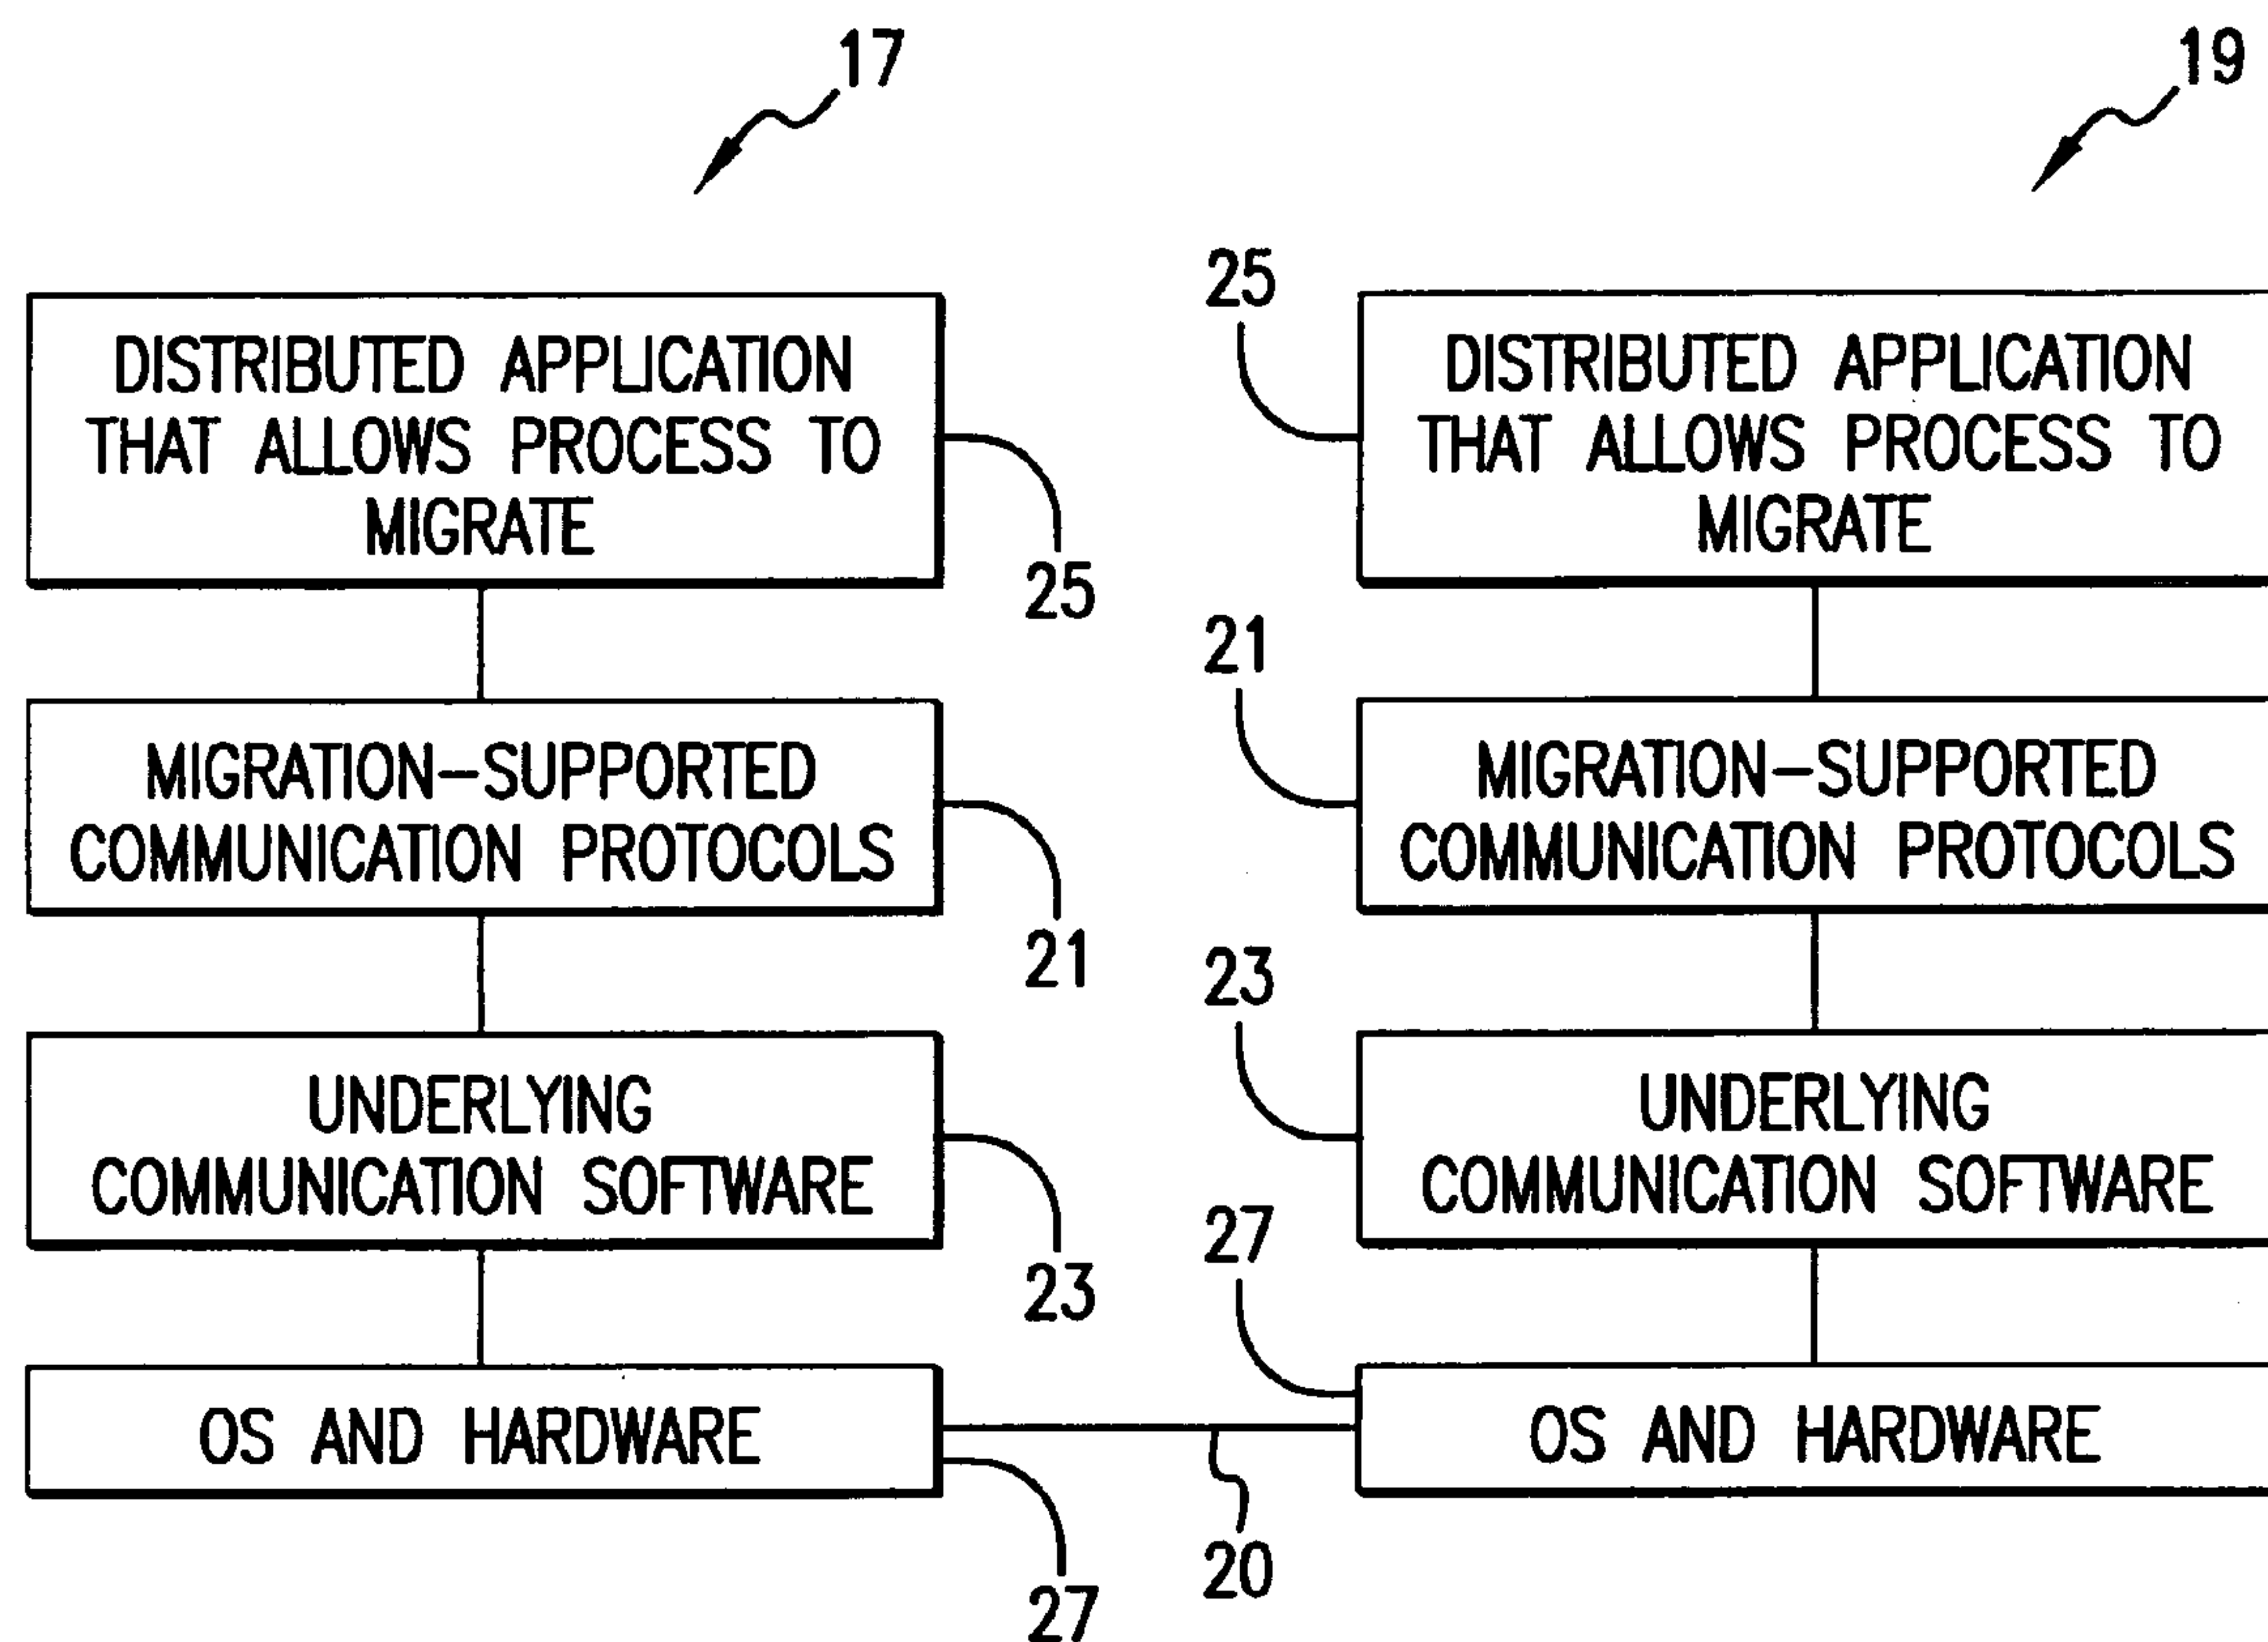 17
19
DISTRIBUTED APPLICATION
THAT ALLOWS PROCESS TO
MIGRATE
25
25
DISTRIBUTED APPLICATION
THAT ALLOWS PROCESS TO
MIGRATE
MIGRATION-SUPPORTED
COMMUNICATION PROTOCOLS
21
21
MIGRATION-SUPPORTED
COMMUNICATION PROTOCOLS
UNDERLYING
COMMUNICATION SOFTWARE
23
23
UNDERLYING
COMMUNICATION SOFTWARE
OS AND HARDWARE
27
20
27
OS AND HARDWARE